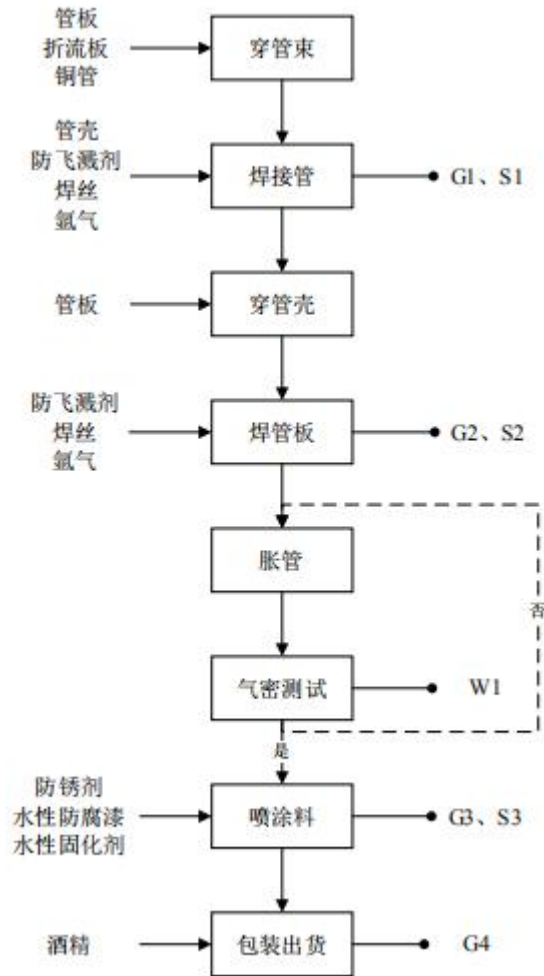 管板
折流板
铜管
穿管束
管壳
防飞溅剂
焊丝
氩气
焊接管
G1、S1
管板
穿管壳
防飞溅剂
焊丝
氩气
焊管板
G2、S2
胀管
否
气密测试
W1
是
防锈剂
水性防腐漆
水性固化剂
喷涂料
G3、S3
酒精
包装出货
G4